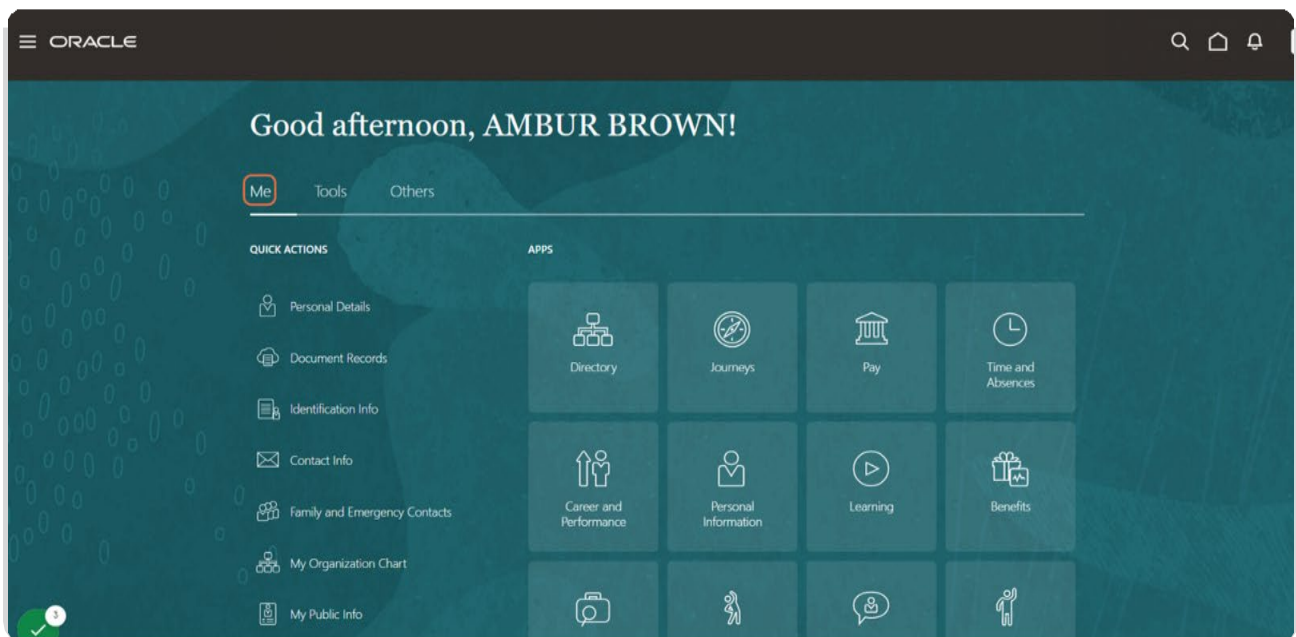 ORACLE
Good afternoon, AMBUR BROWN!
Me Tools Others
QUICK ACTIONS
Personal Details
Document Records
Identification Info
Contact Info
Family and Emergency Contacts
My Organization Chart
My Public Info
APPS
Directory
Journeys
Pay
Time and
Absences
Career and
Performance
Personal
Information
Learning
Benefits
3